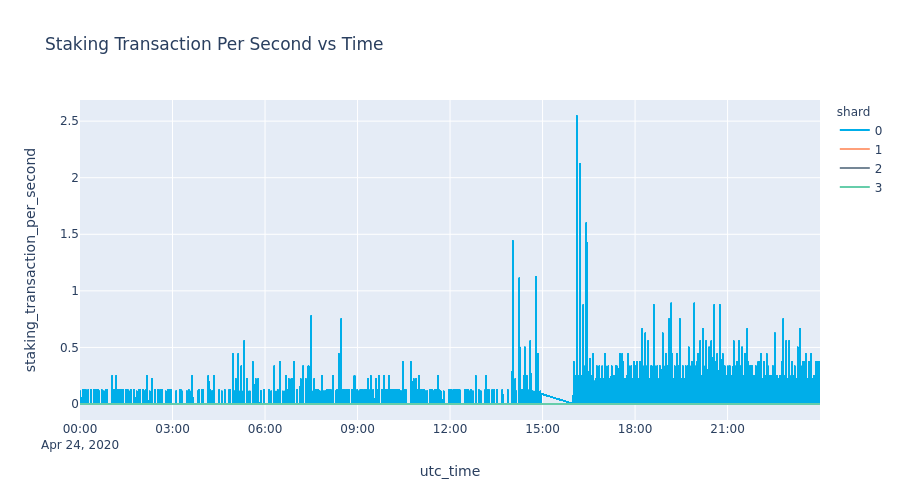 Staking Transaction Per Second vs Time
staking_transaction_per_second
2.5
2
1.5
1
0.5
0
00:00 03:00 06:00 09:00 12:00 15:00 18:00 21:00
Apr 24, 2020
utc_time
shard
0
1
2
3